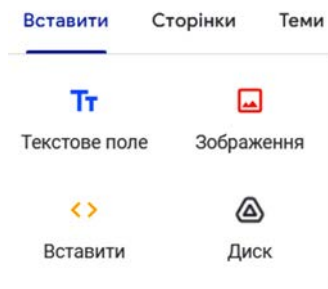 Вставити Сторінки Теми
Тт
Текстове поле Зображення
Вставити Диск